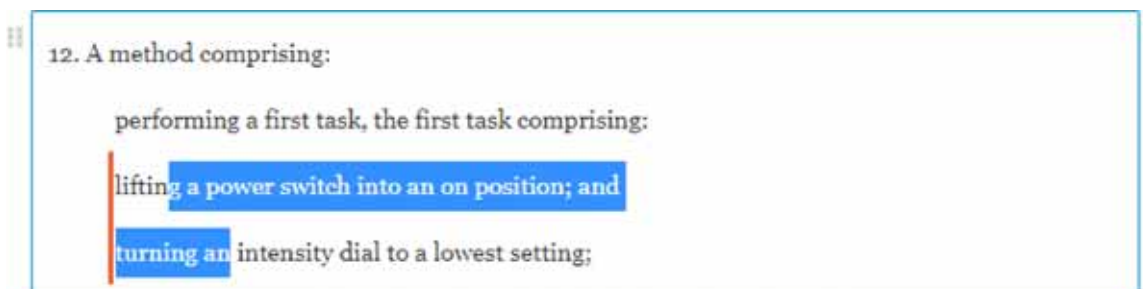 12. A method comprising:
performing a first task, the first task comprising:
lifting a power switch into an on position; and
turning an intensity dial to a lowest setting;